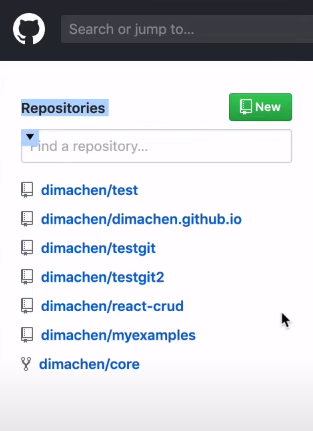 Search or jump to...
Repositories
New
Find a repository...
dimachen/test
dimachen/dimachen.github.io
dimachen/testgit
dimachen/testgit2
dimachen/react-crud
dimachen/myexamples
dimachen/core